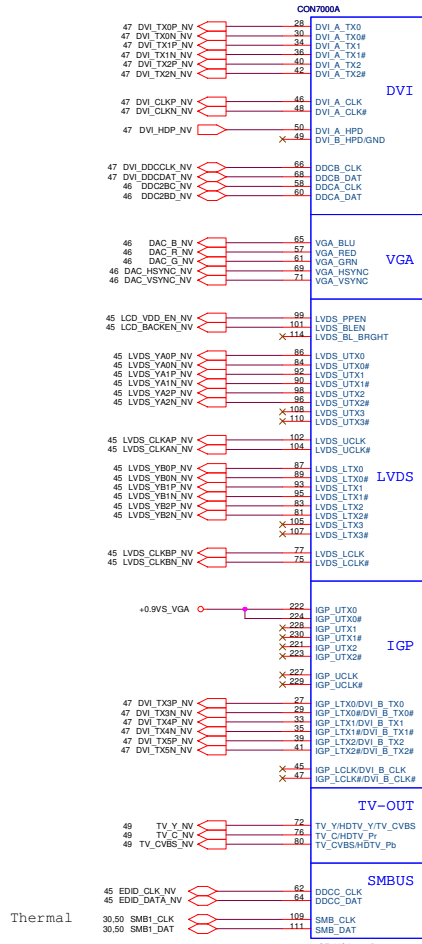 CON7000A
47 DVI_TX0P_NV 28 DVI_A_TX0
47 DVI_TX0N_NV 30 DVI_A_TX0#
47 DVI_TX1P_NV 34 DVI_A_TX1
47 DVI_TX1N_NV 36 DVI_A_TX1#
47 DVI_TX2P_NV 40 DVI_A_TX2
47 DVI_TX2N_NV 42 DVI_A_TX2#
DVI
47 DVI_CLKP_NV 46 DVI_A_CLK
47 DVI_CLKN_NV 48 DVI_A_CLK#
47 DVI_HDP_NV 50 DVI_A_HPD
49 DVI_B_HPD/GND
47 DVI_DDCCLK_NV 66 DDCB_CLK
47 DVI_DDCDAT_NV 68 DDCB_DAT
46 DDC2BC_NV 58 DDCA_CLK
46 DDC2BD_NV 60 DDCA_DAT
46 DAC_B_NV 65 VGA_BLU
46 DAC_R_NV 57 VGA_RED
46 DAC_G_NV 61 VGA_GRN
VGA
46 DAC_HSYNC_NV 69 VGA_HSYNC
46 DAC_VSYNC_NV 71 VGA_VSYNC
45 LCD_VDD_EN_NV 99 LVDS_PPEN
45 LCD_BACKEN_NV 101 LVDS_BLEN
114 LVDS_BL_BRGHT
45 LVDS_YA0P_NV 86 LVDS_UTX0
45 LVDS_YA0N_NV 84 LVDS_UTX0#
45 LVDS_YA1P_NV 92 LVDS_UTX1
45 LVDS_YA1N_NV 90 LVDS_UTX1#
45 LVDS_YA2P_NV 98 LVDS_UTX2
45 LVDS_YA2N_NV 96 LVDS_UTX2#
108 LVDS_UTX3
110 LVDS_UTX3#
45 LVDS_CLKAP_NV 102 LVDS_UCLK
45 LVDS_CLKAN_NV 104 LVDS_UCLK#
45 LVDS_YB0P_NV 87 LVDS_LTX0
45 LVDS_YB0N_NV 89 LVDS_LTX0#
LVDS
45 LVDS_YB1P_NV 93 LVDS_LTX1
45 LVDS_YB1N_NV 95 LVDS_LTX1#
45 LVDS_YB2P_NV 83 LVDS_LTX2
45 LVDS_YB2N_NV 81 LVDS_LTX2#
105 LVDS_LTX3
107 LVDS_LTX3#
45 LVDS_CLKBP_NV 77 LVDS_LCLK
45 LVDS_CLKBN_NV 75 LVDS_LCLK#
+0.9VS_VGA 222 IGP_UTX0
224 IGP_UTX0#
228 IGP_UTX1
230 IGP_UTX1#
221 IGP_UTX2
223 IGP_UTX2#
IGP
227 IGP_UCLK
229 IGP_UCLK#
47 DVI_TX3P_NV 27 IGP_LTX0/DVI_B_TX0
47 DVI_TX3N_NV 29 IGP_LTX0#/DVI_B_TX0#
47 DVI_TX4P_NV 33 IGP_LTX1/DVI_B_TX1
47 DVI_TX4N_NV 35 IGP_LTX1#/DVI_B_TX1#
47 DVI_TX5P_NV 39 IGP_LTX2/DVI_B_TX2
47 DVI_TX5N_NV 41 IGP_LTX2#/DVI_B_TX2#
45 IGP_LCLK/DVI_B_CLK
47 IGP_LCLK#/DVI_B_CLK#
TV-OUT
49 TV_Y_NV 72 TV_Y/HDTV_Y/TV_CVBS
49 TV_C_NV 76 TV_C/HDTV_Pr
49 TV_CVBS_NV 80 TV_CVBS/HDTV_Pb
SMBUS
45 EDID_CLK_NV 62 DDCC_CLK
45 EDID_DATA_NV 64 DDCC_DAT
Thermal 30,50 SMB1_CLK 109 SMB_CLK
30,50 SMB1_DAT 111 SMB_DAT